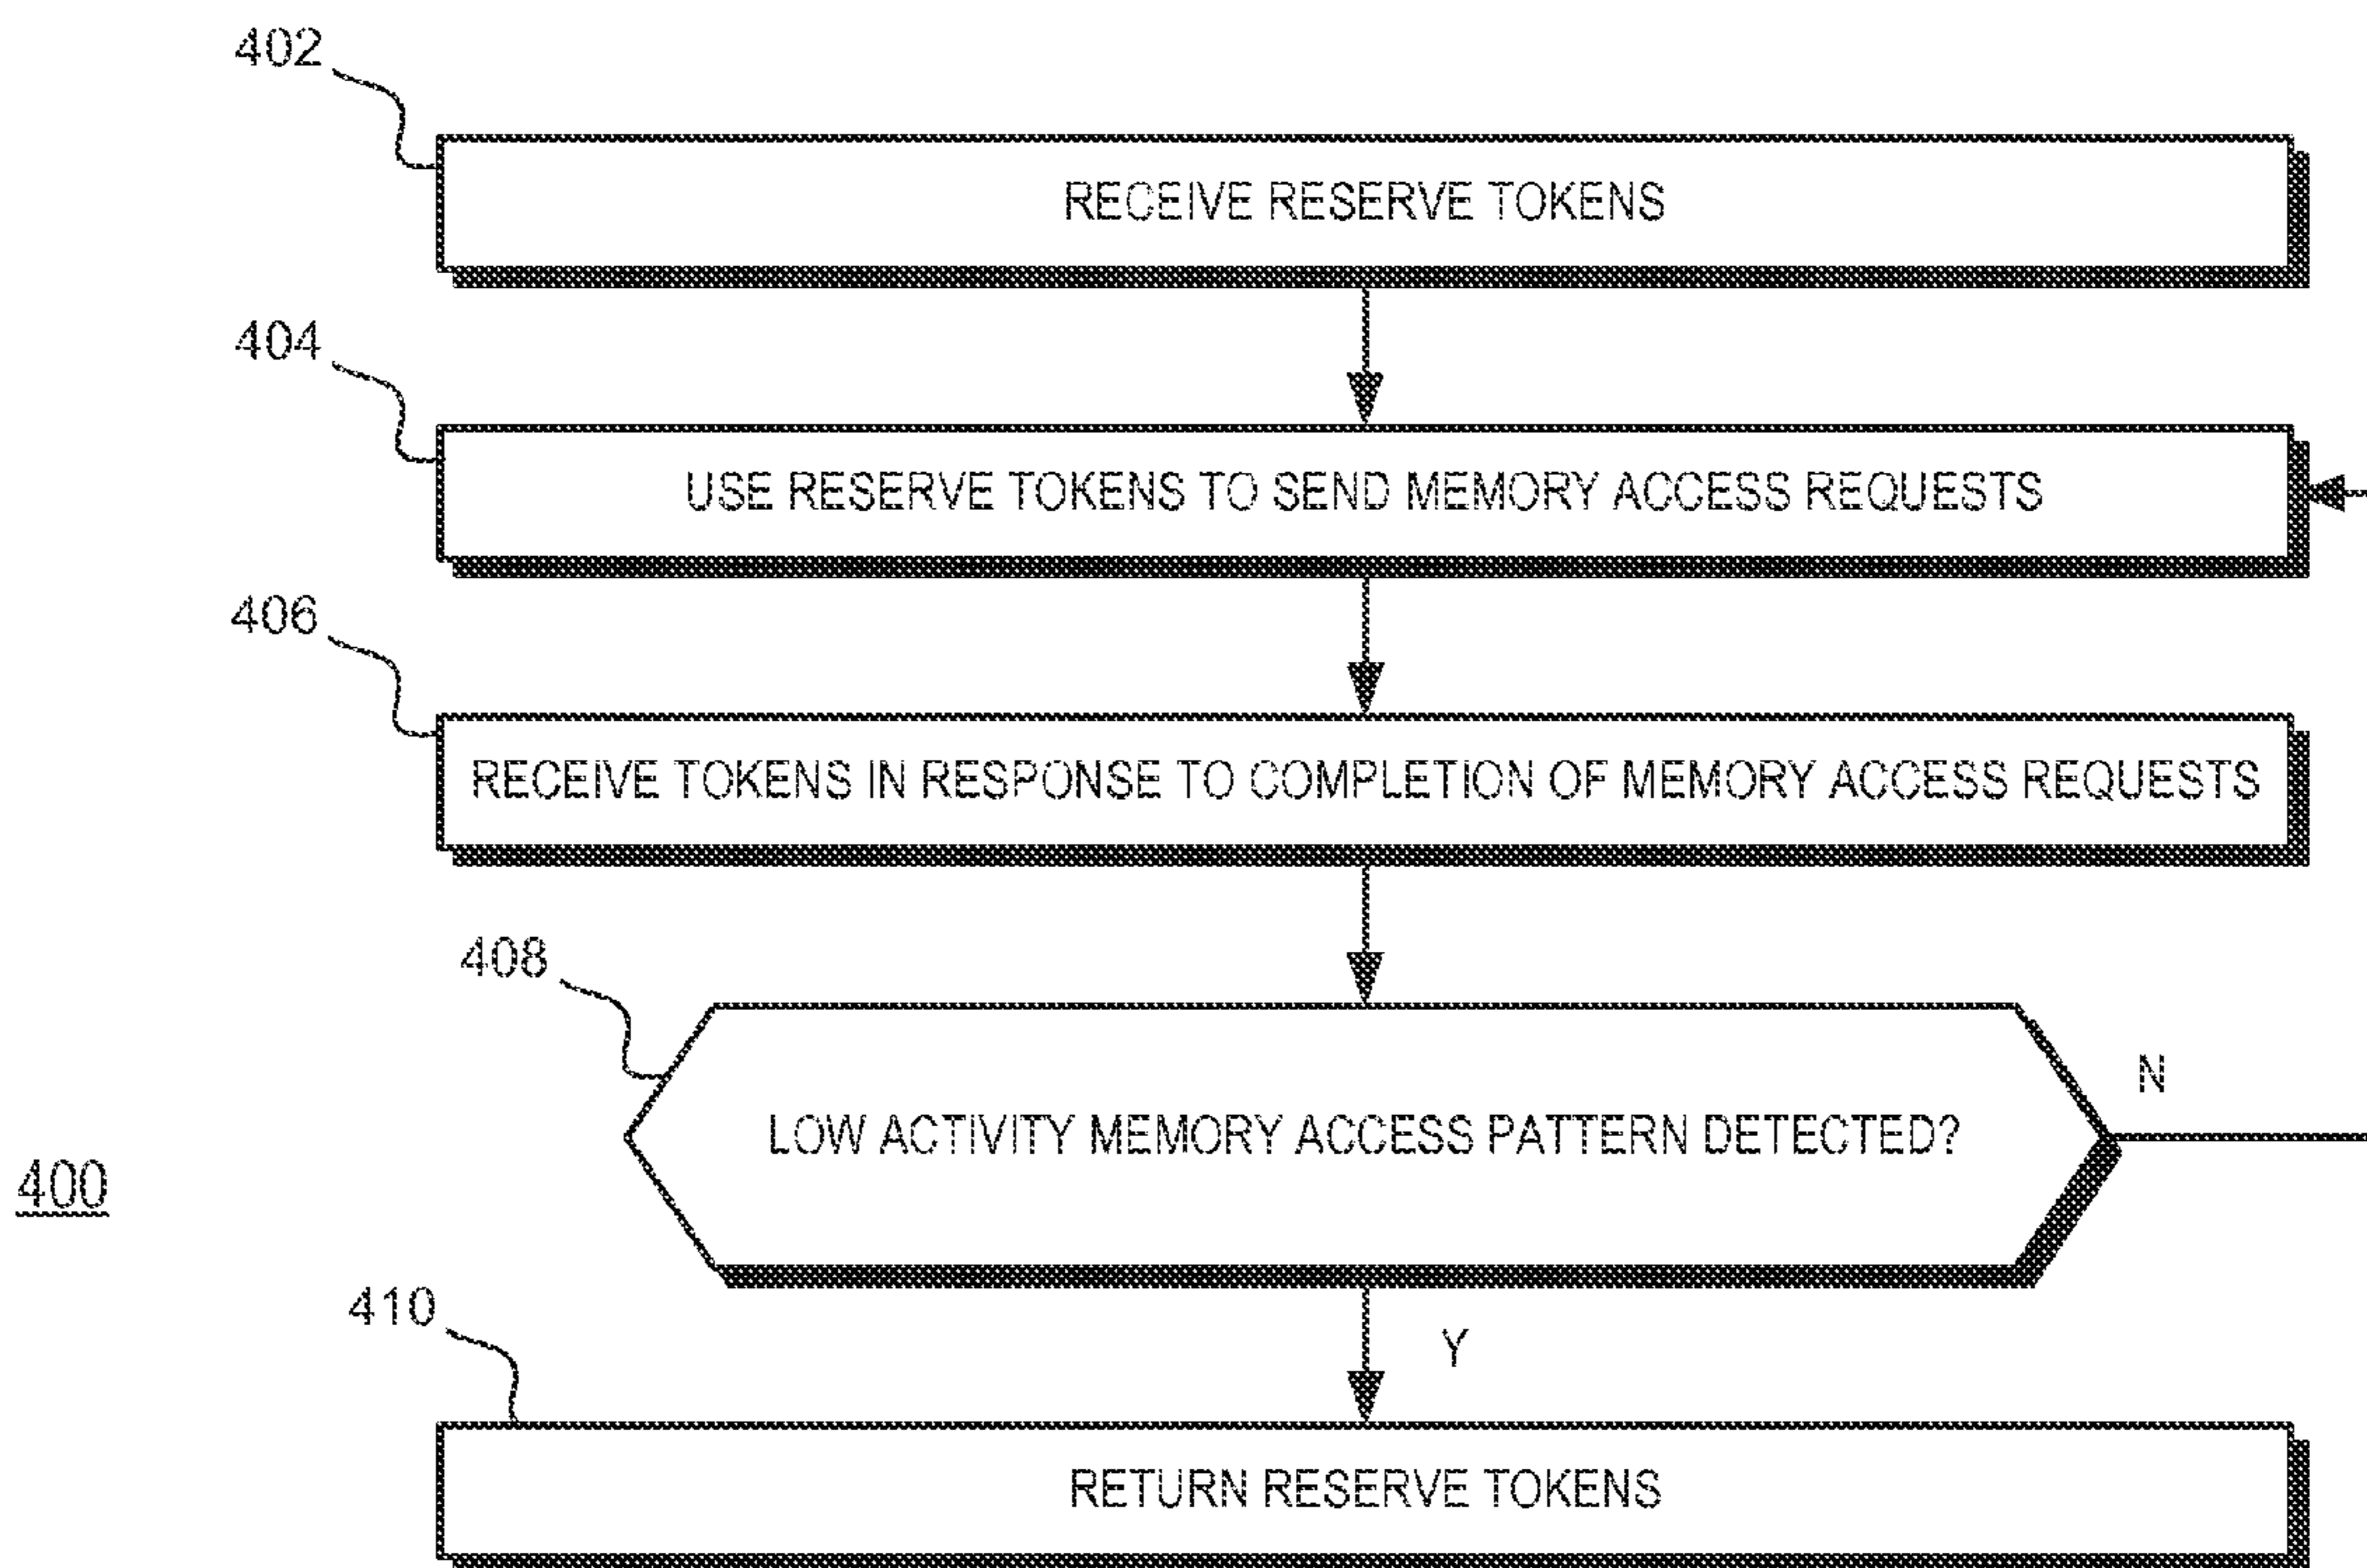 402
RECEIVE RESERVE TOKENS
404
USE RESERVE TOKENS TO SEND MEMORY ACCESS REQUESTS
406
RECEIVE TOKENS IN RESPONSE TO COMPLETION OF MEMORY ACCESS REQUESTS
408
LOW ACTIVITY MEMORY ACCESS PATTERN DETECTED?
N
400
410
Y
RETURN RESERVE TOKENS